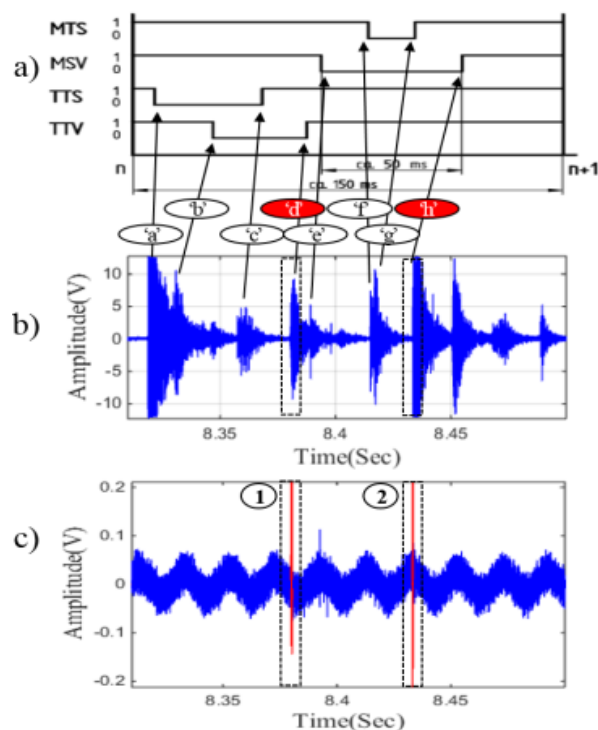 a)
MTS 1 0
MSV 1 0
TTS 1 0
TTV 1 0
n ca. 50 ms n+1
ca. 150 ms
'b' 'd' 'f' 'h'
'a' 'c' 'e' 'g'
b)
Amplitude(V)
10
5
0
-5
-10
8.35 8.4 8.45
Time(Sec)
c)
Amplitude(V)
1 2
0.2
0.1
0
-0.1
-0.2
8.35 8.4 8.45
Time(Sec)